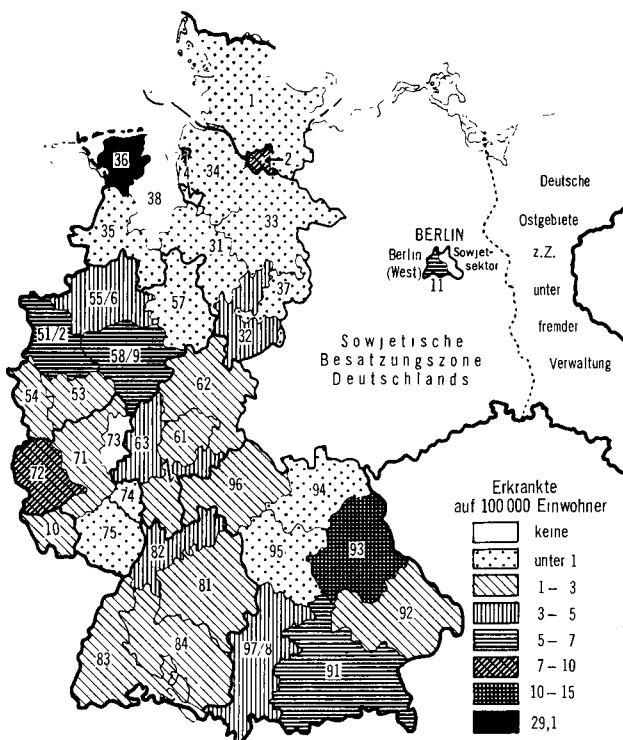 1
2
36
4
34
38
33
35
31
37
57
55/6
32
51/2
58/9
62
54
53
73
63
61
71
72
74
96
94
10
75
93
95
82
81
92
84
83
97/8
91
BERLIN
Berlin
(West)
Sowjet-
sektor
11
Deutsche
Ostgebiete
z.Z.
unter
fremder
Verwaltung
Sowjetische
Besatzungszone
Deutschlands
Erkrankte
auf 100 000 Einwohner
keine
unter 1
1 – 3
3 – 5
5 – 7
7 – 10
10 – 15
29,1